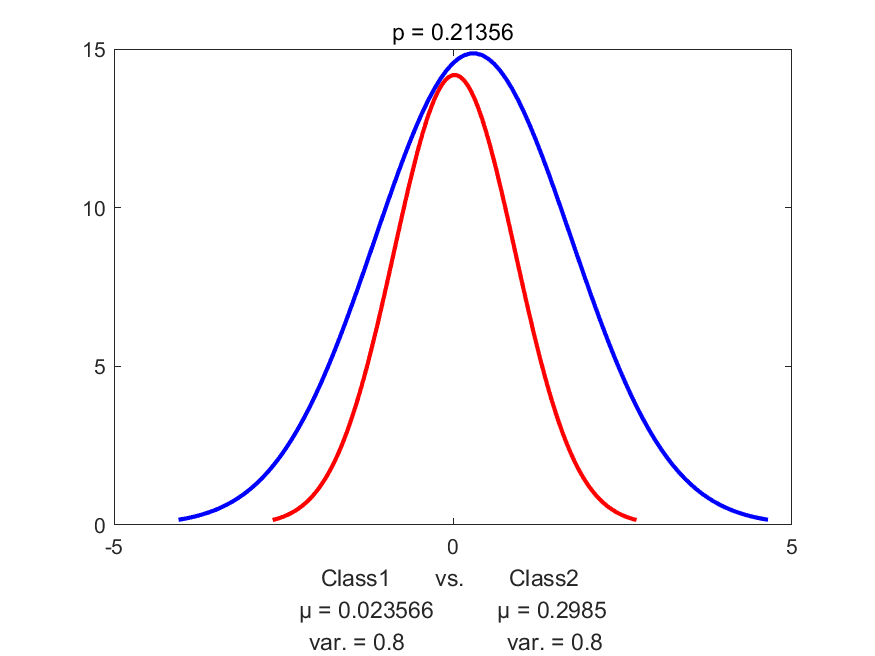 p = 0.21356
15
10
5
0
-5 0 5
Class1 vs. Class2
μ = 0.023566 μ = 0.2985
var. = 0.8 var. = 0.8